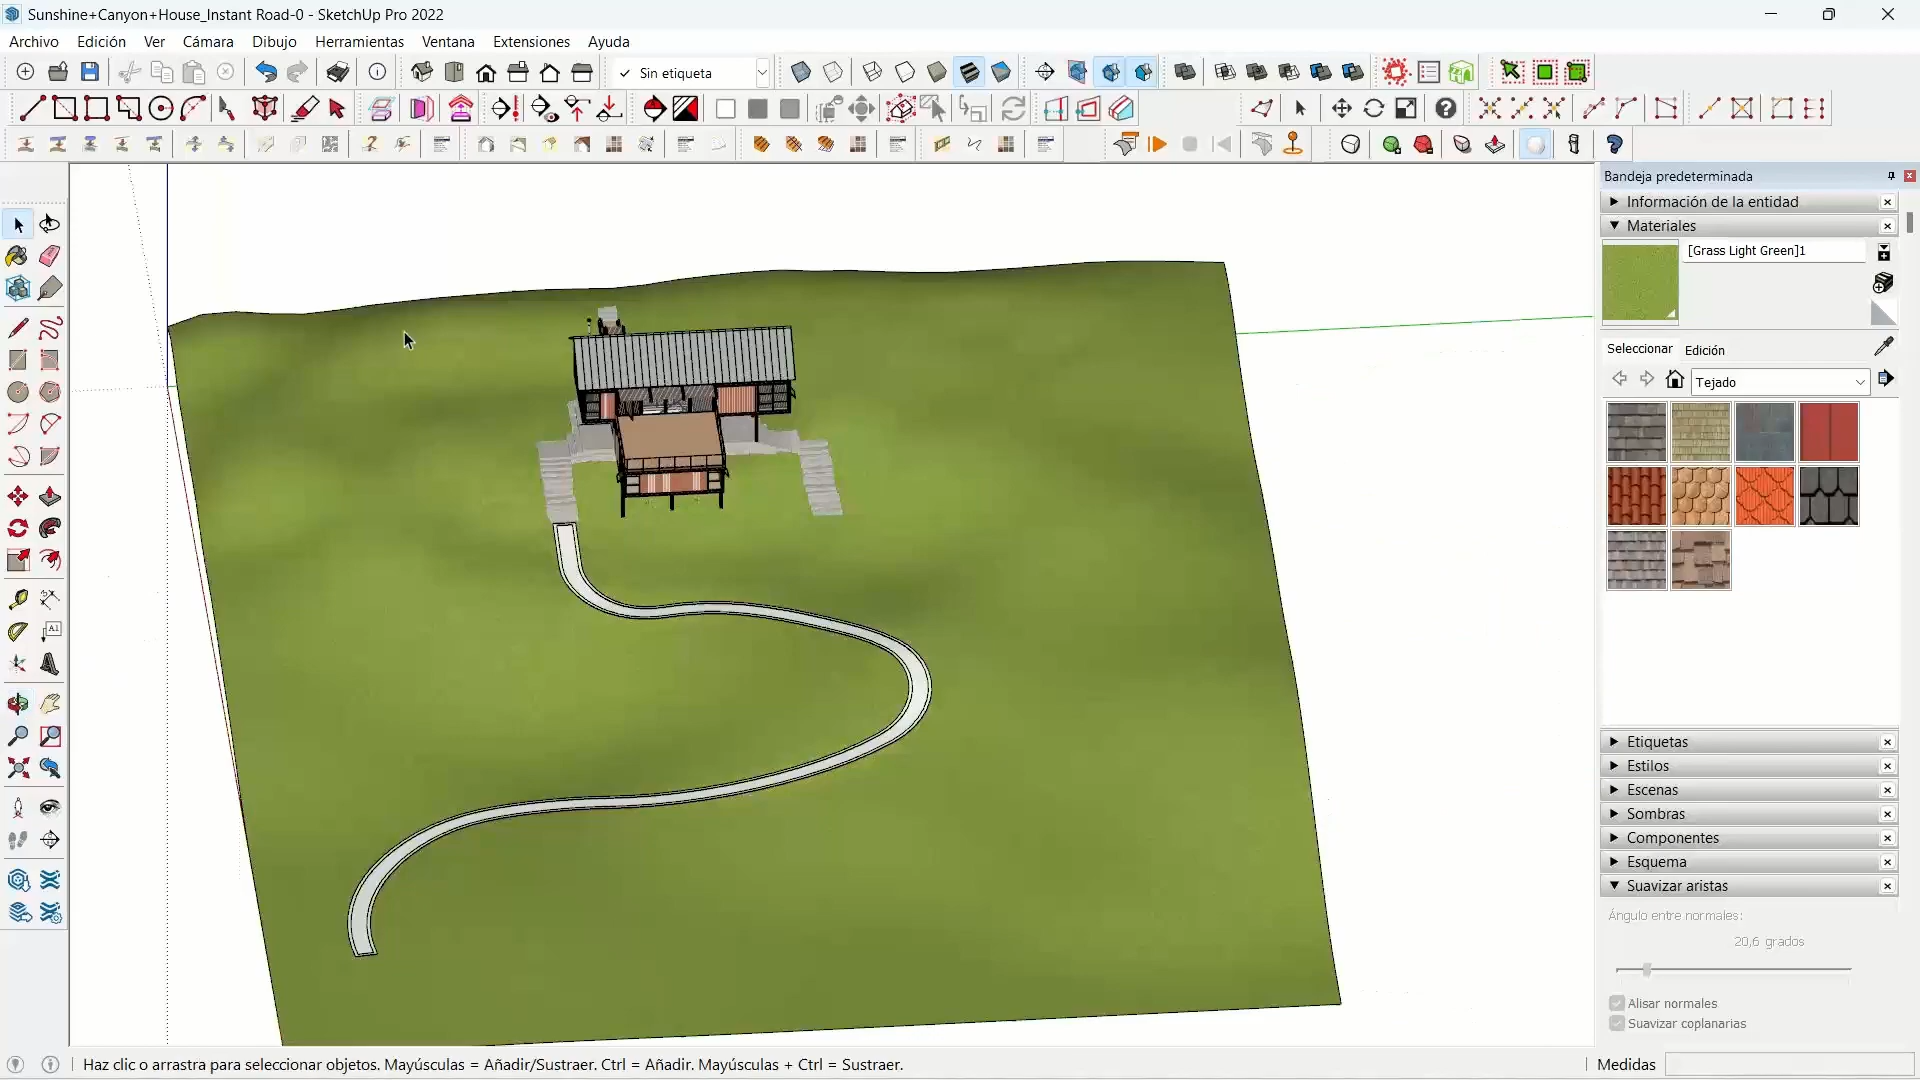 Sunshine+Canyon+House_Instant Road-0 - SketchUp Pro 2022
Archivo Edición Ver Cámara Dibujo Herramientas Ventana Extensiones Ayuda
✓ Sin etiqueta
Bandeja predeterminada
Información de la entidad
Materiales
[Grass Light Green]1
Seleccionar Edición
Tejado
A1
Etiquetas
Estilos
Escenas
Sombras
Componentes
Esquema
Suavizar aristas
Ángulo entre normales:
20,6 grados
Alisar normales
Suavizar coplanarias
Haz clic o arrastra para seleccionar objetos. Mayúsculas = Añadir/Sustraer. Ctrl = Añadir. Mayúsculas + Ctrl = Sustraer.
Medidas